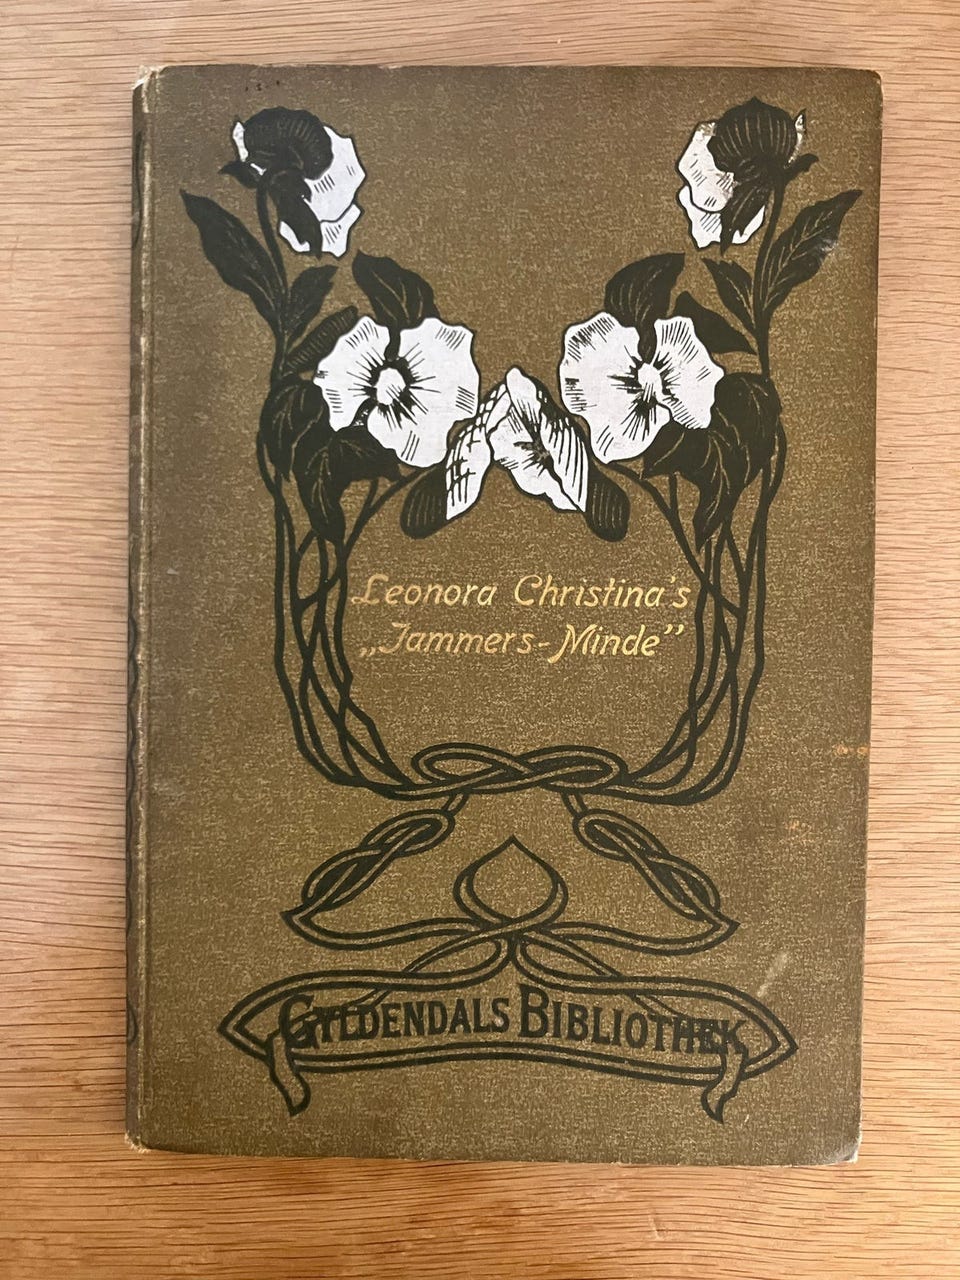 Leonora Christina's
„Jammers-Minde”
GYLDENDALS BIBLIOTHEK